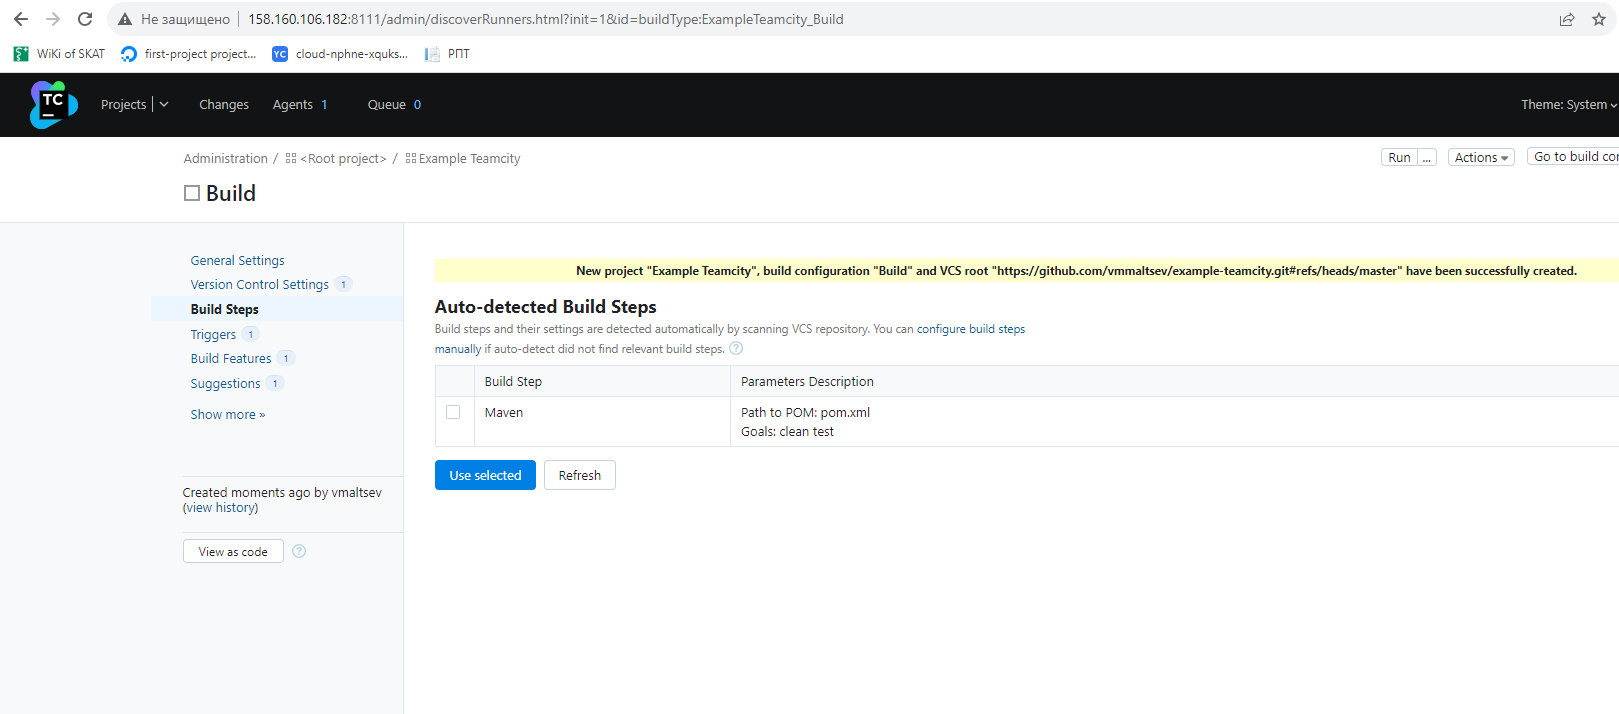 Не защищено 158.160.106.182:8111/admin/discoverRunners.html?init=1&id=buildType:ExampleTeamcity_Build
WiKi of SKAT first-project project... YC cloud-nphne-xquks... РПТ
TC Projects Changes Agents 1 Queue 0 Theme: System
Administration / <Root project> / Example Teamcity
Run ... Actions Go to build con
Build
General Settings
Version Control Settings 1
Build Steps
Triggers 1
Build Features 1
Suggestions 1
Show more »
Created moments ago by vmaltsev
(view history)
View as code ?
New project "Example Teamcity", build configuration "Build" and VCS root "https://github.com/vmmaltsev/example-teamcity.git#refs/heads/master" have been successfully created.
Auto-detected Build Steps
Build steps and their settings are detected automatically by scanning VCS repository. You can configure build steps
manually if auto-detect did not find relevant build steps. ?
Build Step Parameters Description
Maven Path to POM: pom.xml
Goals: clean test
Use selected Refresh